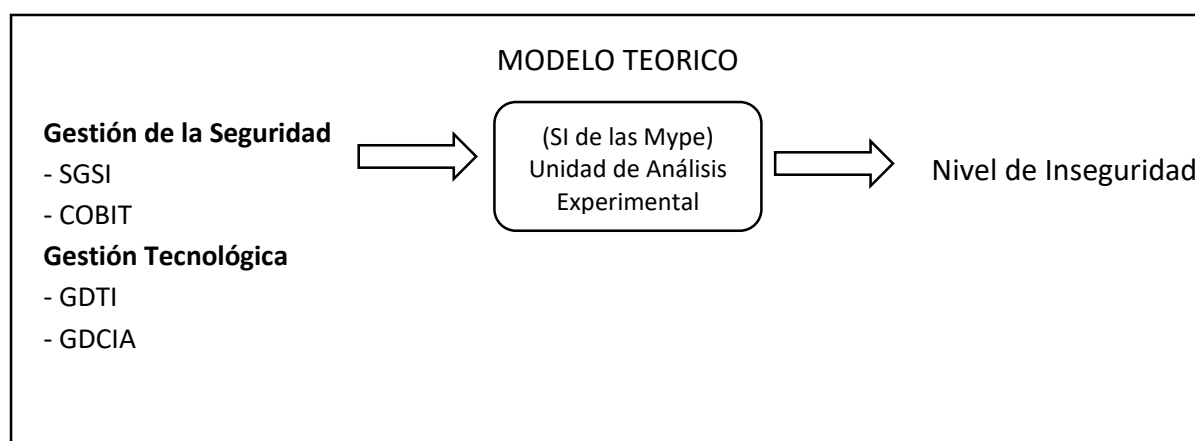 MODELO TEORICO
Gestión de la Seguridad
- SGSI
- COBIT
Gestión Tecnológica
- GDTI
- GDCIA
(SI de las Mype)
Unidad de Análisis
Experimental
Nivel de Inseguridad